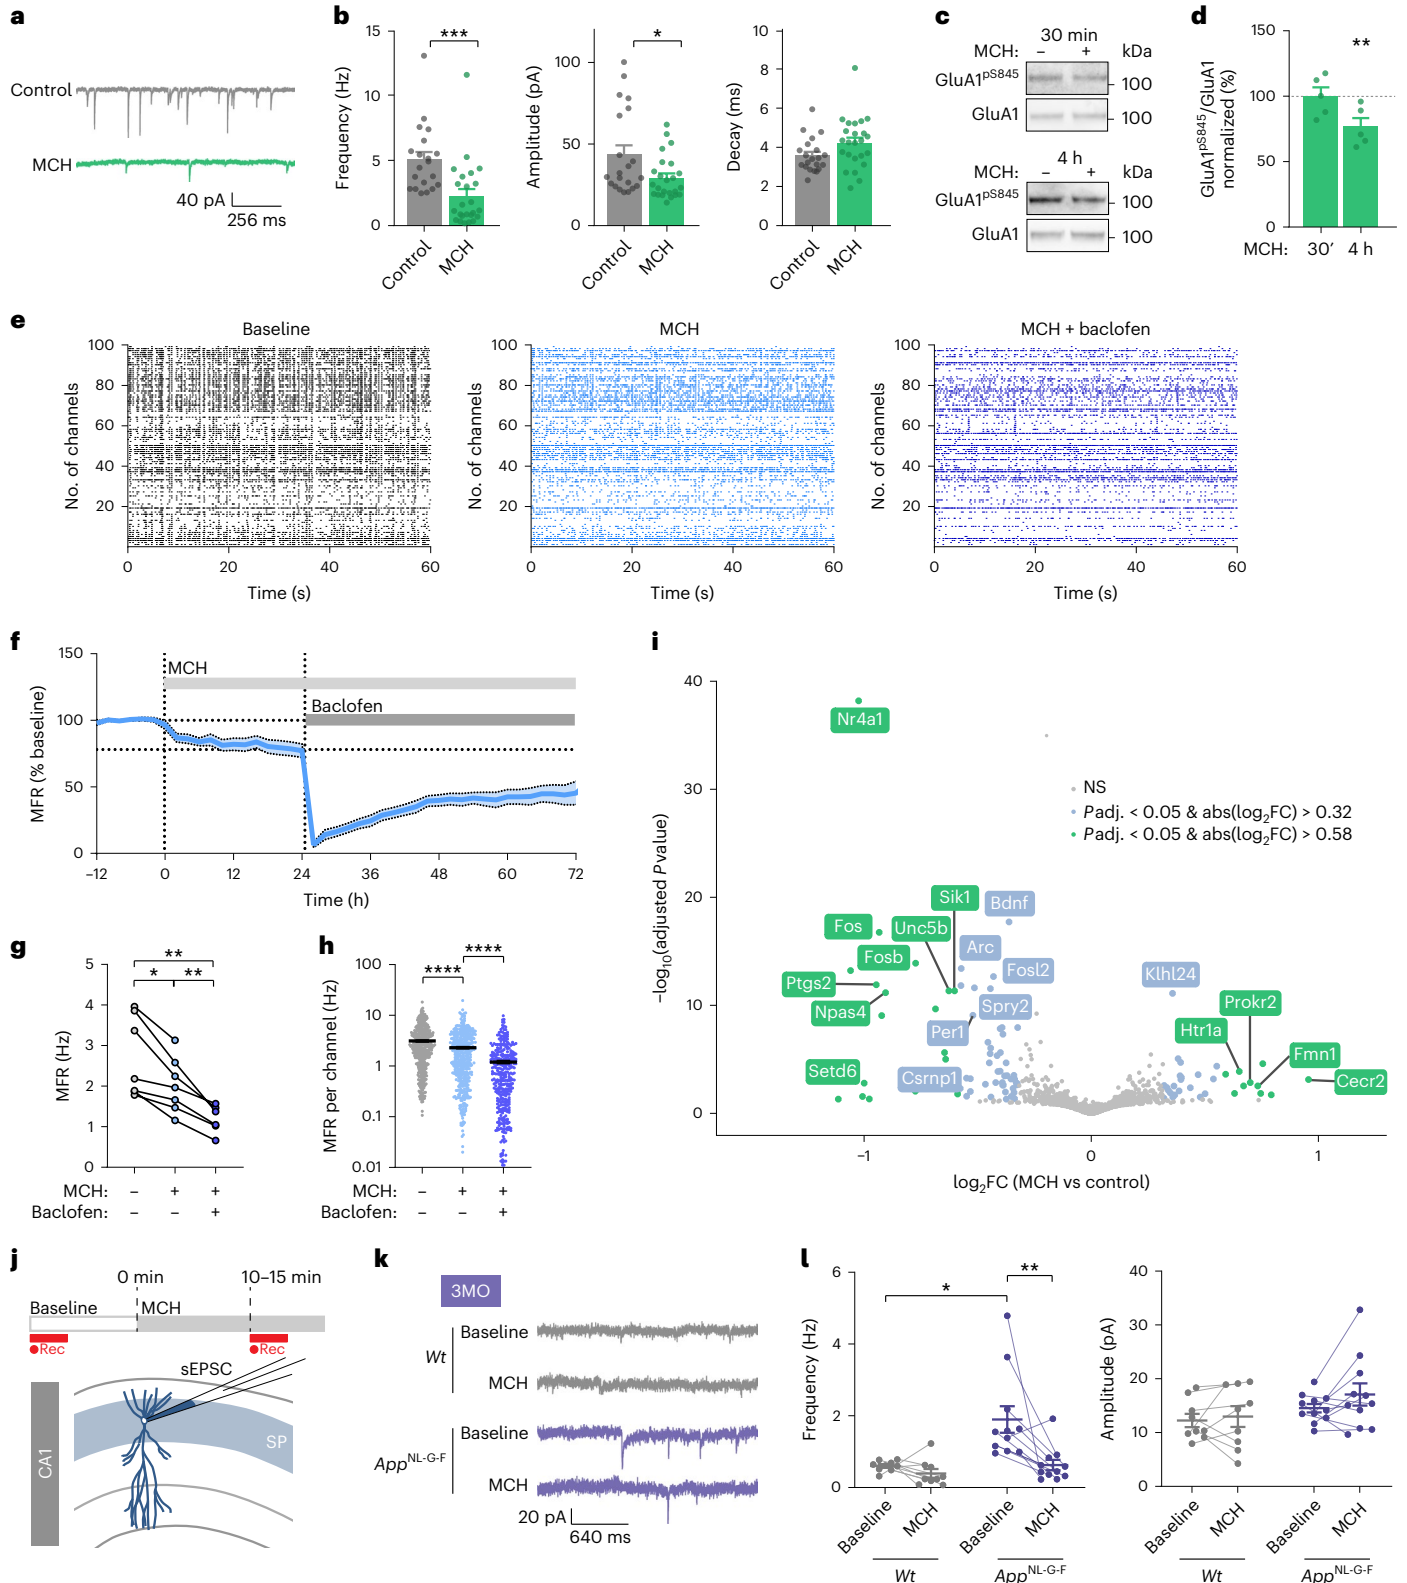 a
Control
MCH
40 pA
256 ms
b
Frequency (Hz)
15
10
5
0
***
Control
MCH
Amplitude (pA)
100
50
0
*
Control
MCH
Decay (ms)
10
8
6
4
2
0
Control
MCH
c
30 min
MCH: – + kDa
GluA1pS845 100
GluA1 100
4 h
MCH: – + kDa
GluA1pS845 100
GluA1 100
d
GluA1pS845/GluA1
normalized (%)
150
100
50
0
**
MCH: 30′ 4 h
e
Baseline
No. of channels
100
80
60
40
20
0 20 40 60
Time (s)
MCH
No. of channels
100
80
60
40
20
0 20 40 60
Time (s)
MCH + baclofen
No. of channels
100
80
60
40
20
0 20 40 60
Time (s)
f
MFR (% baseline)
150
100
50
0
MCH
Baclofen
–12 0 12 24 36 48 60 72
Time (h)
g
MFR (Hz)
5
4
3
2
1
0
**
* **
MCH: – + +
Baclofen: – – +
h
MFR per channel (Hz)
100
10
1
0.1
0.01
****
****
MCH: – + +
Baclofen: – – +
i
–log10(adjusted P value)
40
30
20
10
0
Nr4a1
NS
Padj. < 0.05 & abs(log2FC) > 0.32
Padj. < 0.05 & abs(log2FC) > 0.58
Sik1
Bdnf
Fos
Unc5b
Arc
Fosb
Fosl2
Ptgs2
Klhl24
Npas4
Spry2
Prokr2
Per1
Htr1a
Fmn1
Setd6
Csrnp1
Cecr2
–1 0 1
log2FC (MCH vs control)
j
0 min 10–15 min
Baseline MCH
Rec Rec
sEPSC
SP
CA1
k
3MO
Wt
Baseline
MCH
AppNL-G-F
Baseline
MCH
20 pA
640 ms
l
Frequency (Hz)
6
4
2
0
*
**
Baseline MCH Baseline MCH
Wt AppNL-G-F
Amplitude (pA)
40
30
20
10
0
Baseline MCH Baseline MCH
Wt AppNL-G-F